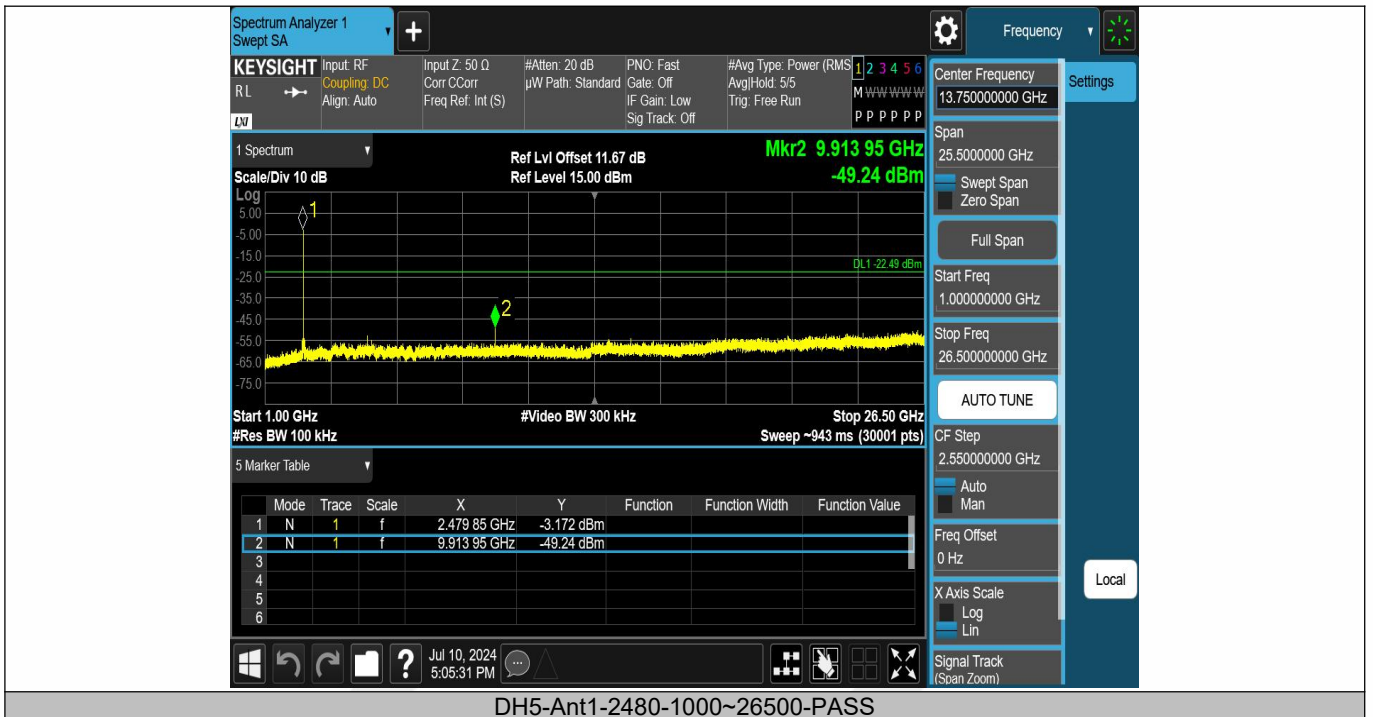 Spectrum Analyzer 1
Swept SA
+
Frequency
KEYSIGHT
RL
LXI
Input: RF
Coupling: DC
Align: Auto
Input Z: 50 Ω
Corr CCorr
Freq Ref: Int (S)
#Atten: 20 dB
µW Path: Standard
PNO: Fast
Gate: Off
IF Gain: Low
Sig Track: Off
#Avg Type: Power (RMS
Avg|Hold: 5/5
Trig: Free Run
1 2 3 4 5 6
M W W W W W
P P P P P P
1 Spectrum
Scale/Div 10 dB
Ref Lvl Offset 11.67 dB
Ref Level 15.00 dBm
Mkr2 9.913 95 GHz
-49.24 dBm
Log
5.00
-5.00
-15.0
-25.0
-35.0
-45.0
-55.0
-65.0
-75.0
1
2
DL1 -22.49 dBm
Start 1.00 GHz
#Video BW 300 kHz
Stop 26.50 GHz
#Res BW 100 kHz
Sweep ~943 ms (30001 pts)
5 Marker Table
Mode Trace Scale X Y Function Function Width Function Value
1 N 1 f 2.479 85 GHz -3.172 dBm
2 N 1 f 9.913 95 GHz -49.24 dBm
3
4
5
6
?
Jul 10, 2024
5:05:31 PM
Center Frequency
13.750000000 GHz
Settings
Span
25.5000000 GHz
Swept Span
Zero Span
Full Span
Start Freq
1.000000000 GHz
Stop Freq
26.500000000 GHz
AUTO TUNE
CF Step
2.550000000 GHz
Auto
Man
Freq Offset
0 Hz
Local
X Axis Scale
Log
Lin
Signal Track
(Span Zoom)
DH5-Ant1-2480-1000~26500-PASS